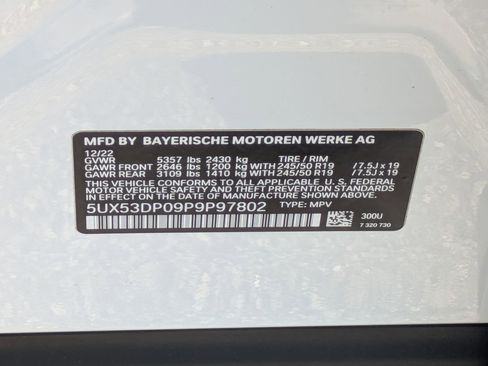 MFD BY BAYERISCHE MOTOREN WERKE AG
12/22
GVWR 5357 lbs 2430 kg TIRE / RIM
GAWR FRONT 2646 lbs 1200 kg WITH 245/50 R19 / 7.5J x 19
GAWR REAR 3109 lbs 1410 kg WITH 245/50 R19 / 7.5J x 19
THIS VEHICLE CONFORMS TO ALL APPLICABLE U. S. FEDERAL
MOTOR VEHICLE SAFETY AND THEFT PREVENTION STANDARDS
IN EFFECT ON THE DATE OF MANUFACTURE SHOWN ABOVE.
5UX53DP09P9P97802 TYPE: MPV
300U
7 320 730